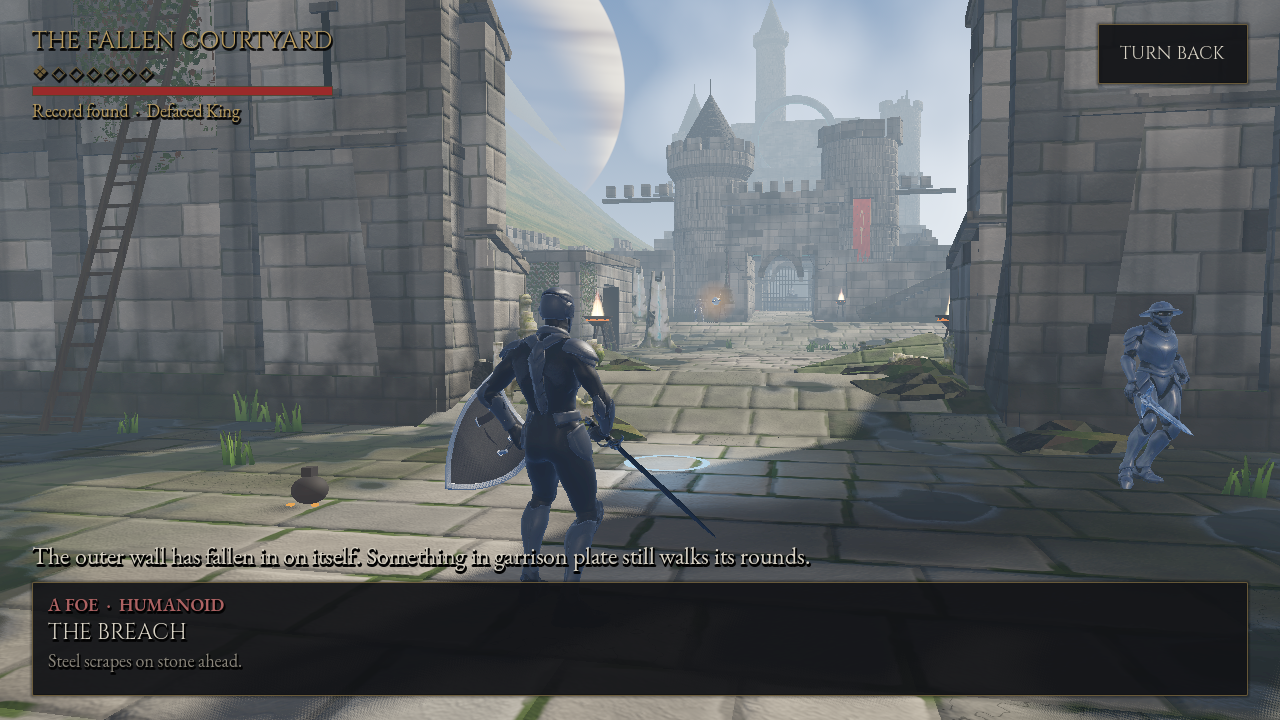 THE FALLEN COURTYARD
TURN BACK
Record found · Defaced King
The outer wall has fallen in on itself. Something in garrison plate still walks its rounds.
A FOE · HUMANOID
THE BREACH
Steel scrapes on stone ahead.